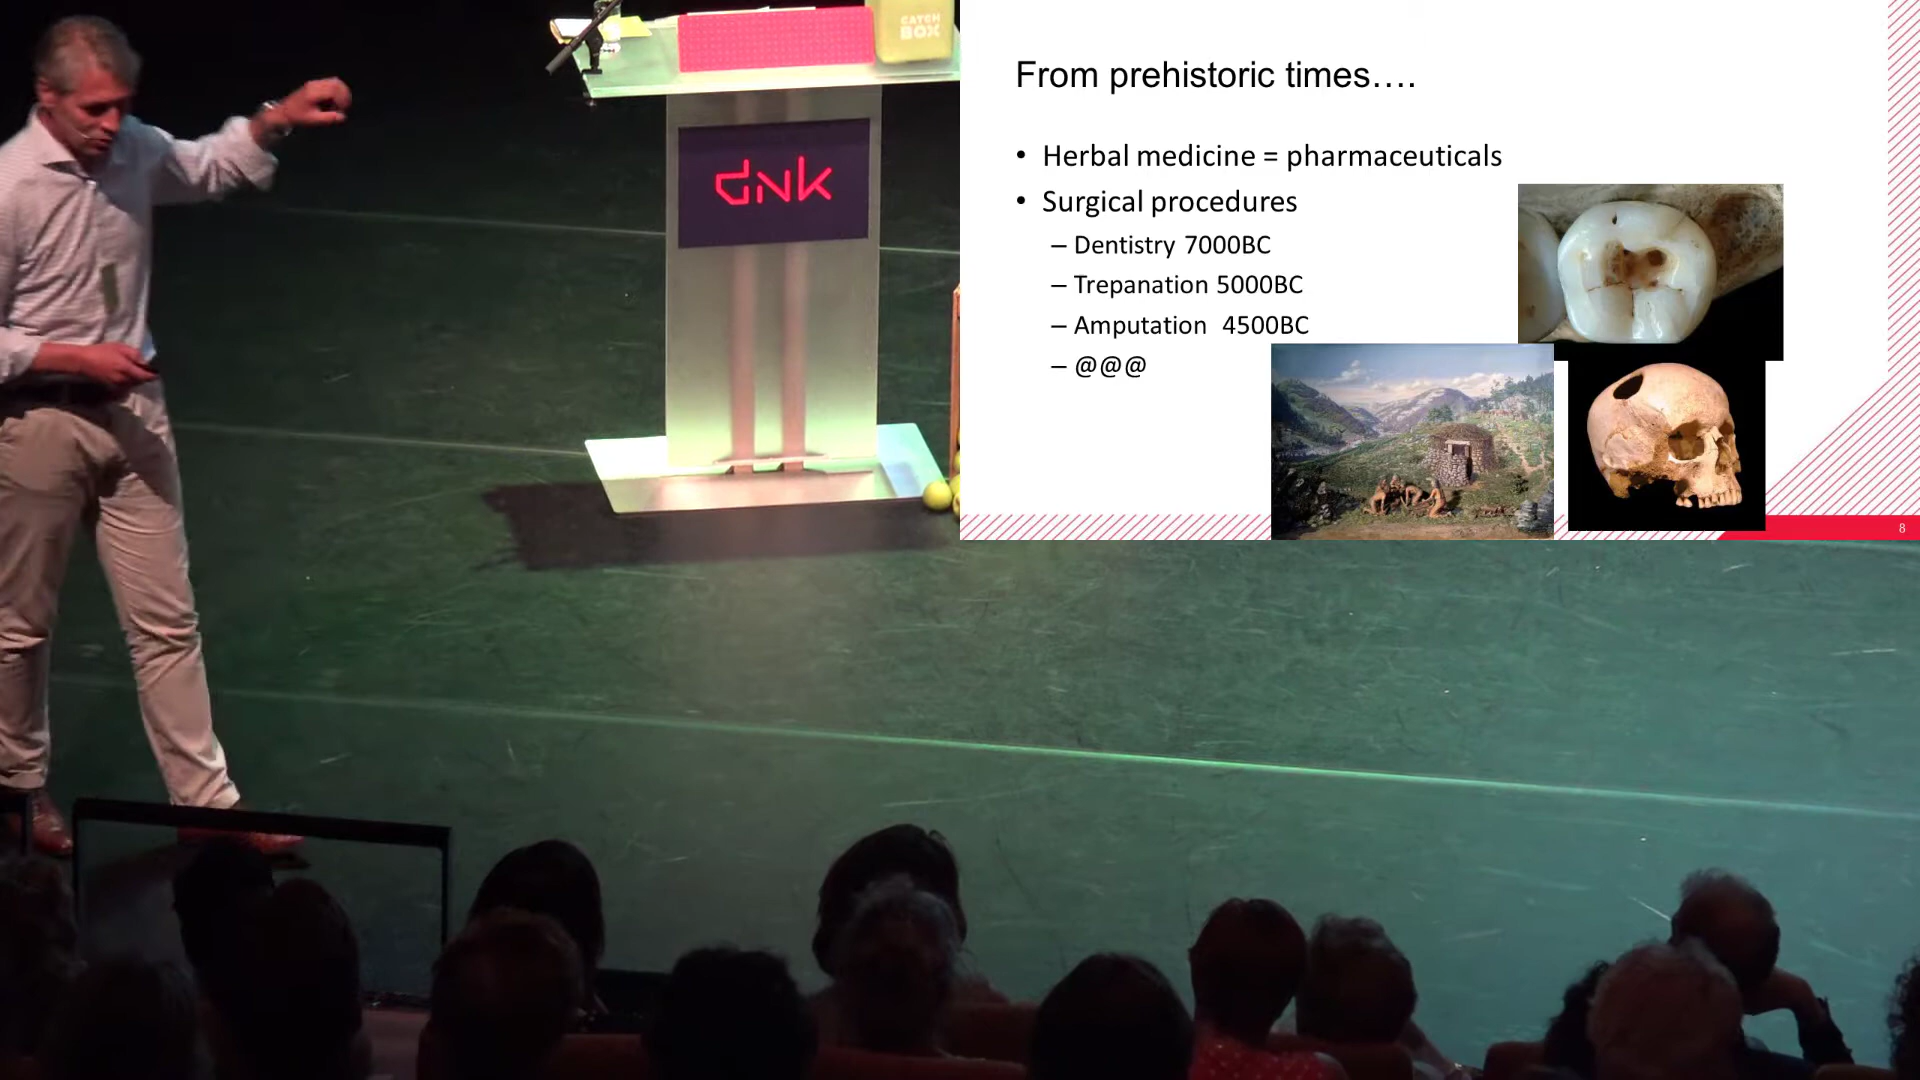 CATCH
BOX
dnk
From prehistoric times....
• Herbal medicine = pharmaceuticals
• Surgical procedures
– Dentistry 7000BC
– Trepanation 5000BC
– Amputation 4500BC
– @@@
8